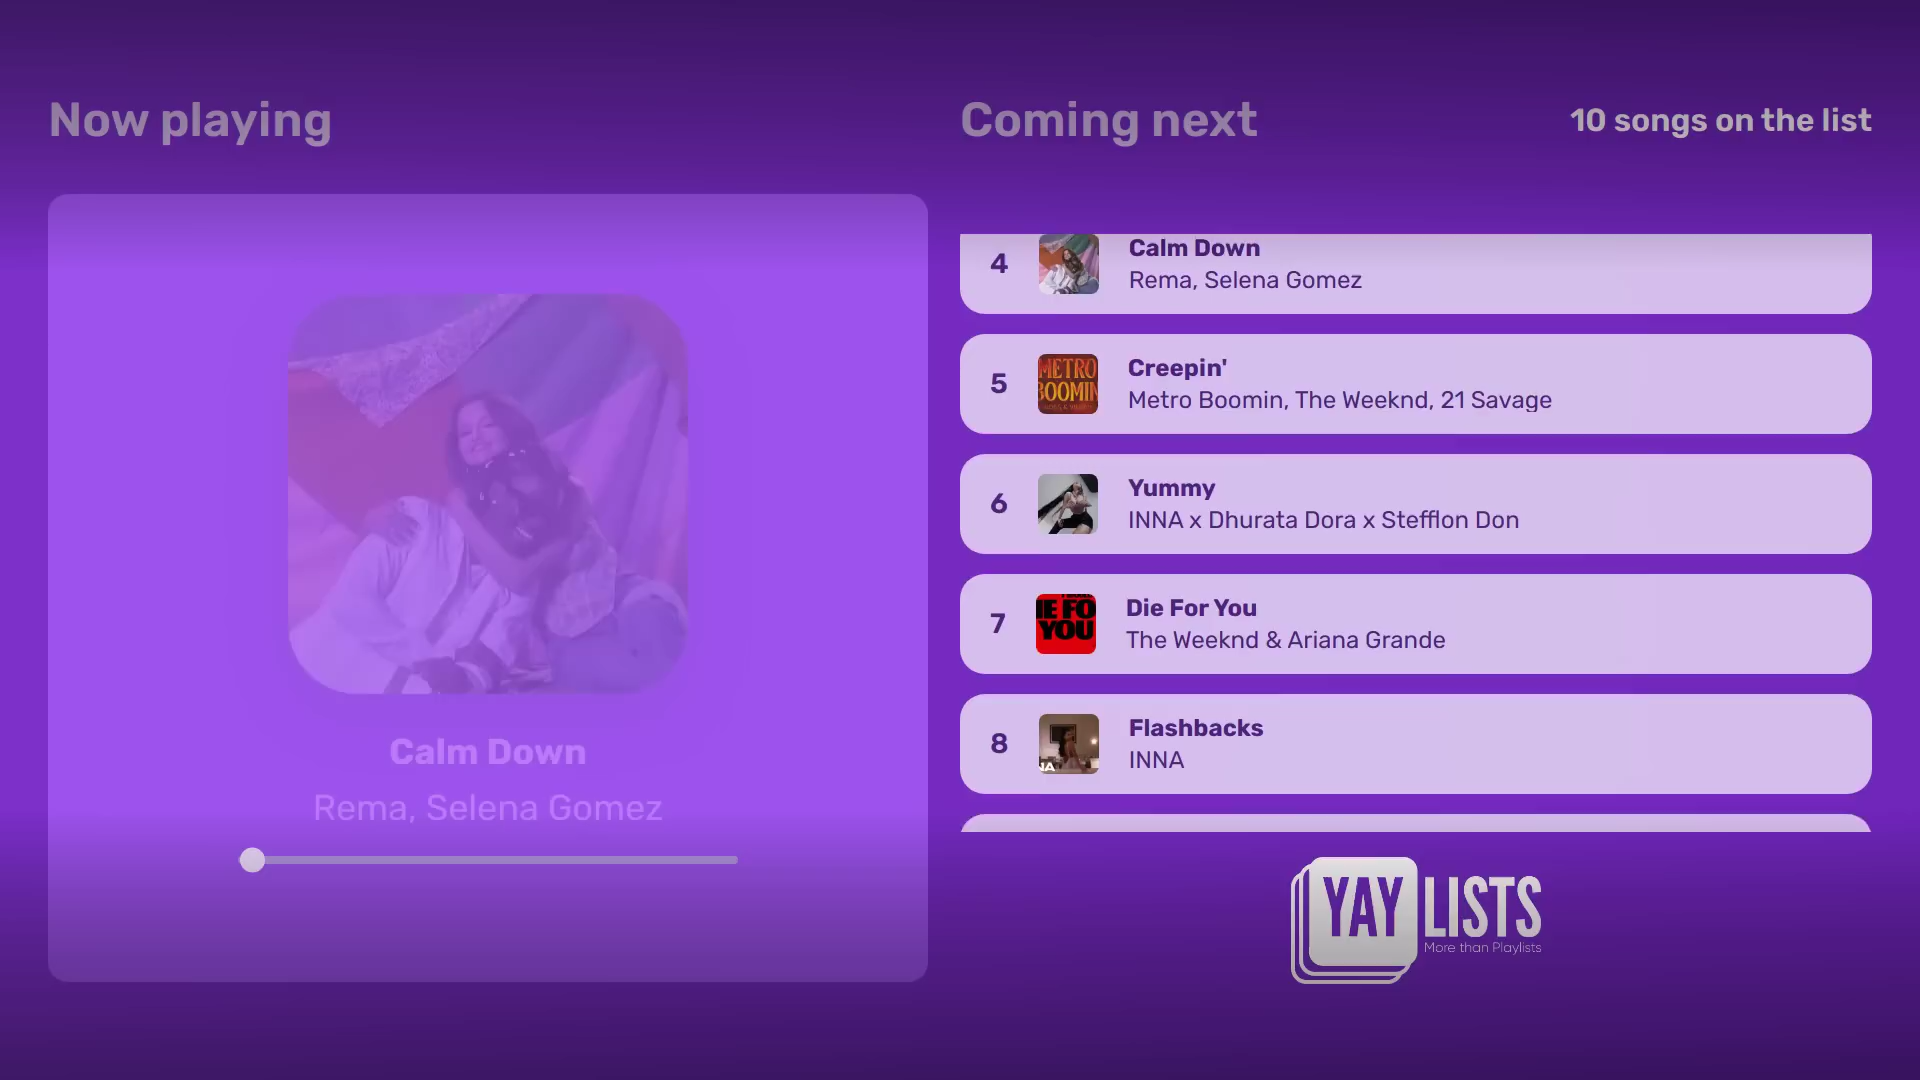 Now playing
Calm Down
Rema, Selena Gomez
Coming next
10 songs on the list
4
Calm Down
Rema, Selena Gomez
5
METRO
BOOMIN
Creepin'
Metro Boomin, The Weeknd, 21 Savage
6
Yummy
INNA x Dhurata Dora x Stefflon Don
7
IE FO
YOU
Die For You
The Weeknd & Ariana Grande
8
NA
Flashbacks
INNA
YAY LISTS
More than Playlists